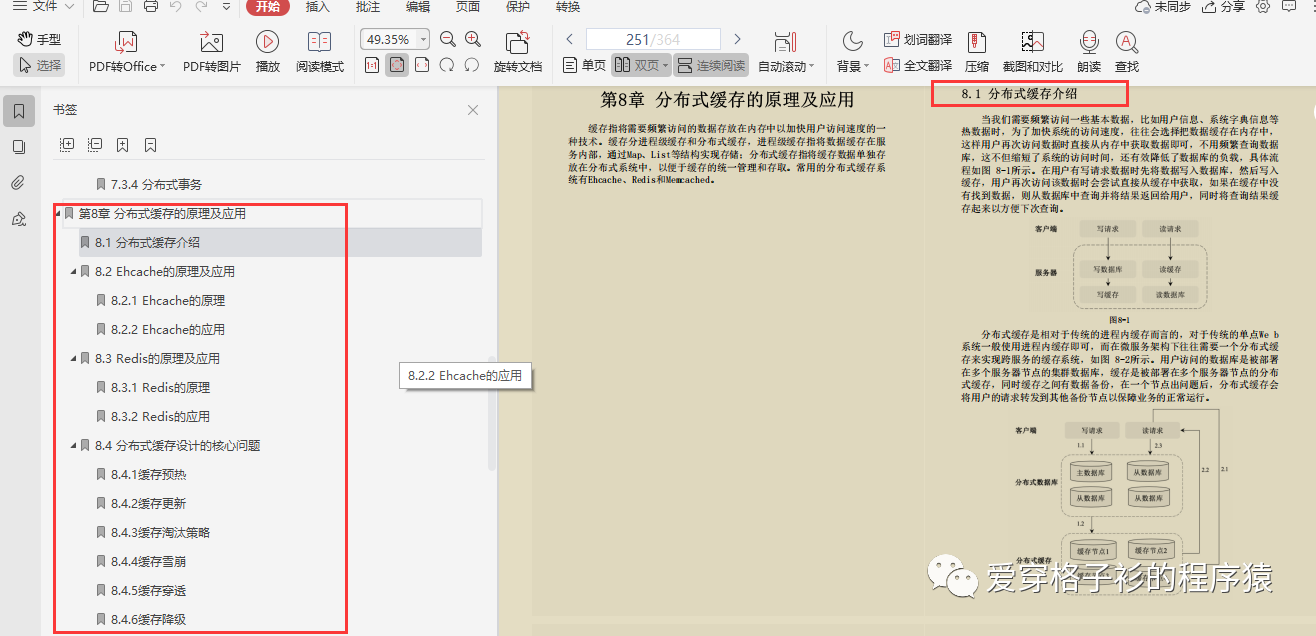 文件
开始
插入
批注
编辑
页面
保护
转换
未同步
分享
手型
选择
PDF转Office
PDF转图片
播放
阅读模式
49.35%
旋转文档
251/364
单页
双页
连续阅读
自动滚动
背景
划词翻译
全文翻译
压缩
截图和对比
朗读
查找
书签
7.3.4 分布式事务
第8章 分布式缓存的原理及应用
8.1 分布式缓存介绍
8.2 Ehcache的原理及应用
8.2.1 Ehcache的原理
8.2.2 Ehcache的应用
8.3 Redis的原理及应用
8.3.1 Redis的原理
8.3.2 Redis的应用
8.4 分布式缓存设计的核心问题
8.4.1缓存预热
8.4.2缓存更新
8.4.3缓存淘汰策略
8.4.4缓存雪崩
8.4.5缓存穿透
8.4.6缓存降级
8.2.2 Ehcache的应用
第8章 分布式缓存的原理及应用
缓存指将需要频繁访问的数据存放在内存中以加快用户访问速度的一
种技术。缓存分进程级缓存和分布式缓存，进程级缓存指将数据缓存在服
务内部，通过Map、List等结构实现存储；分布式缓存指将缓存数据单独存
放在分布式系统中，以便于缓存的统一管理和存取。常用的分布式缓存系
统有Ehcache、Redis和Memcached。
8.1 分布式缓存介绍
当我们需要频繁访问一些基本数据，比如用户信息、系统字典信息等
热数据时，为了加快系统的访问速度，往往会选择把数据缓存在内存中，
这样用户再次访问数据时直接从内存中获取数据即可，不用频繁查询数据
库，这不但缩短了系统的访问时间，还有效降低了数据库的负载，具体流
程如图 8-1所示。在用户有写请求数据时先将数据写入数据库，然后写入
缓存，用户再次访问该数据时会尝试直接从缓存中获取，如果在缓存中没
有找到数据，则从数据库中查询并将结果返回给用户，同时将查询结果缓
存起来以方便下次查询。
客户端
写请求
读请求
服务器
写数据库
读缓存
写缓存
读数据库
图8-1
分布式缓存是相对于传统的进程内缓存而言的，对于传统的单点We b
系统一般使用进程内缓存即可，而在微服务架构下往往需要一个分布式缓
存来实现跨服务的缓存系统，如图 8-2所示。用户访问的数据库是被部署
在多个服务器节点的集群数据库，缓存是被部署在多个服务器节点的分布
式缓存，同时缓存之间有数据备份，在一个节点出问题后，分布式缓存会
将用户的请求转发到其他备份节点以保障业务的正常运行。
客户端
写请求
读请求
1.1
2.3
主数据库
从数据库
2.2
2.1
分布式数据库
从数据库
从数据库
1.2
缓存节点1
缓存节点2
分布式缓存
爱穿格子衫的程序猿